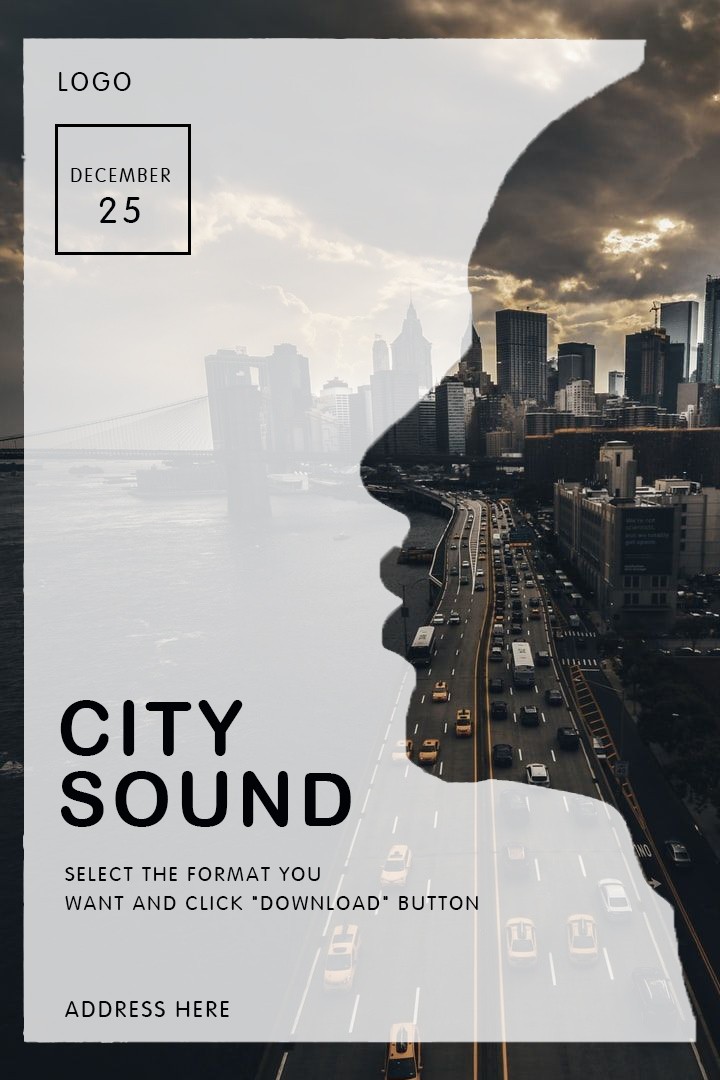 LOGO
DECEMBER
25
CITY
SOUND
SELECT THE FORMAT YOU
WANT AND CLICK "DOWNLOAD" BUTTON
ADDRESS HERE